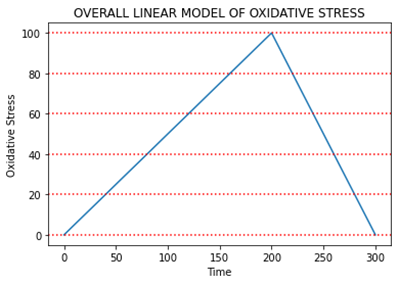 OVERALL LINEAR MODEL OF OXIDATIVE STRESS
Oxidative Stress
100
80
60
40
20
0
0 50 100 150 200 250 300
Time